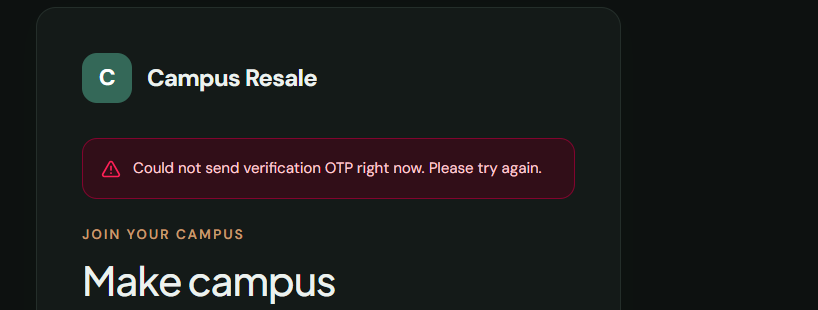 C
Campus Resale
Could not send verification OTP right now. Please try again.
JOIN YOUR CAMPUS
Make campus